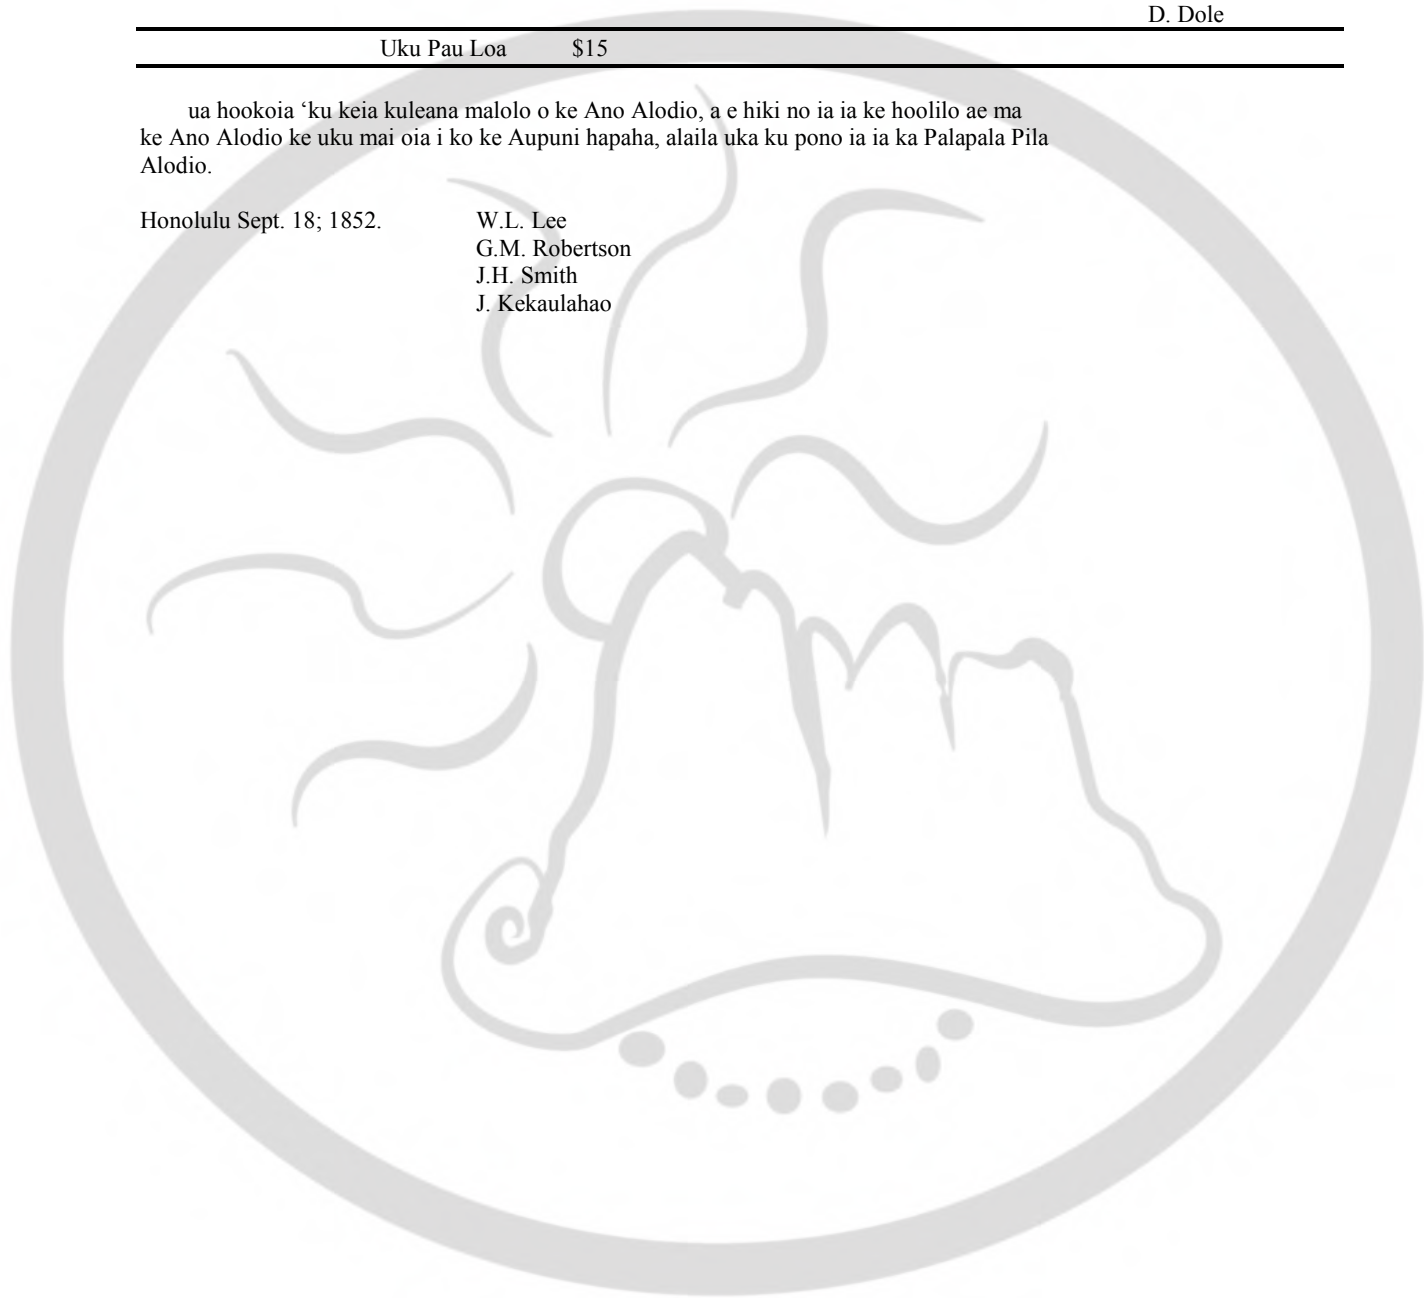 D. Dole
Uku Pau Loa $15
ua hookoia ‘ku keia kuleana malolo o ke Ano Alodio, a e hiki no ia ia ke hoolilo ae ma
ke Ano Alodio ke uku mai oia i ko ke Aupuni hapaha, alaila uka ku pono ia ia ka Palapala Pila
Alodio.
Honolulu Sept. 18; 1852. W.L. Lee
G.M. Robertson
J.H. Smith
J. Kekaulahao